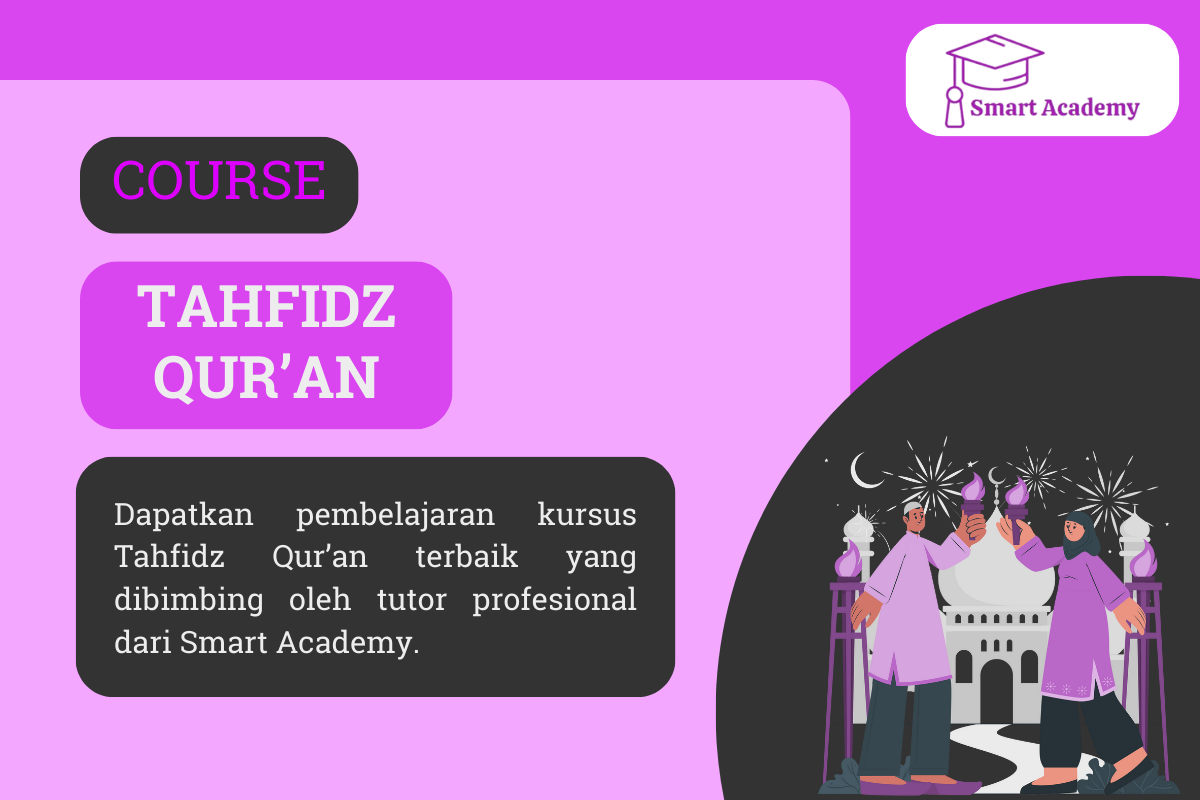 Smart Academy
COURSE
TAHFIDZ
QUR’AN
Dapatkan pembelajaran kursus
Tahfidz Qur’an terbaik yang
dibimbing oleh tutor profesional
dari Smart Academy.